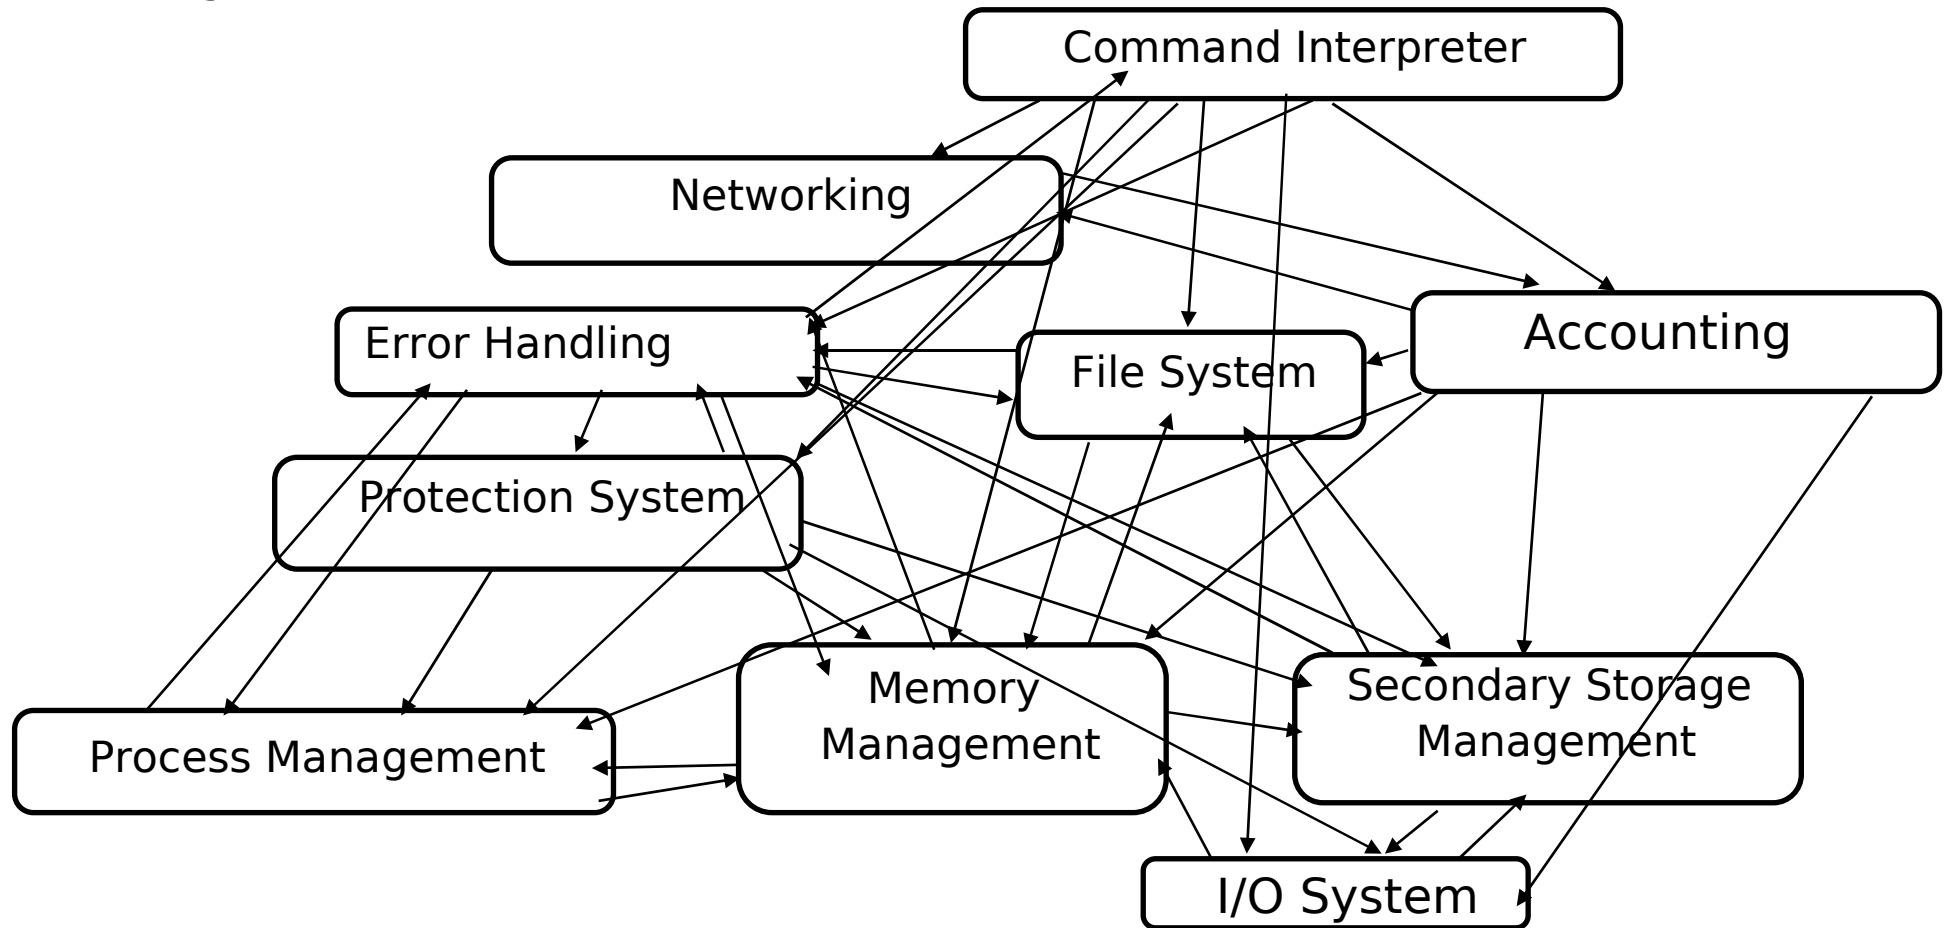 Command Interpreter
Networking
Error Handling
File System
Accounting
Protection System
Memory
Management
Secondary Storage
Management
Process Management
I/O System